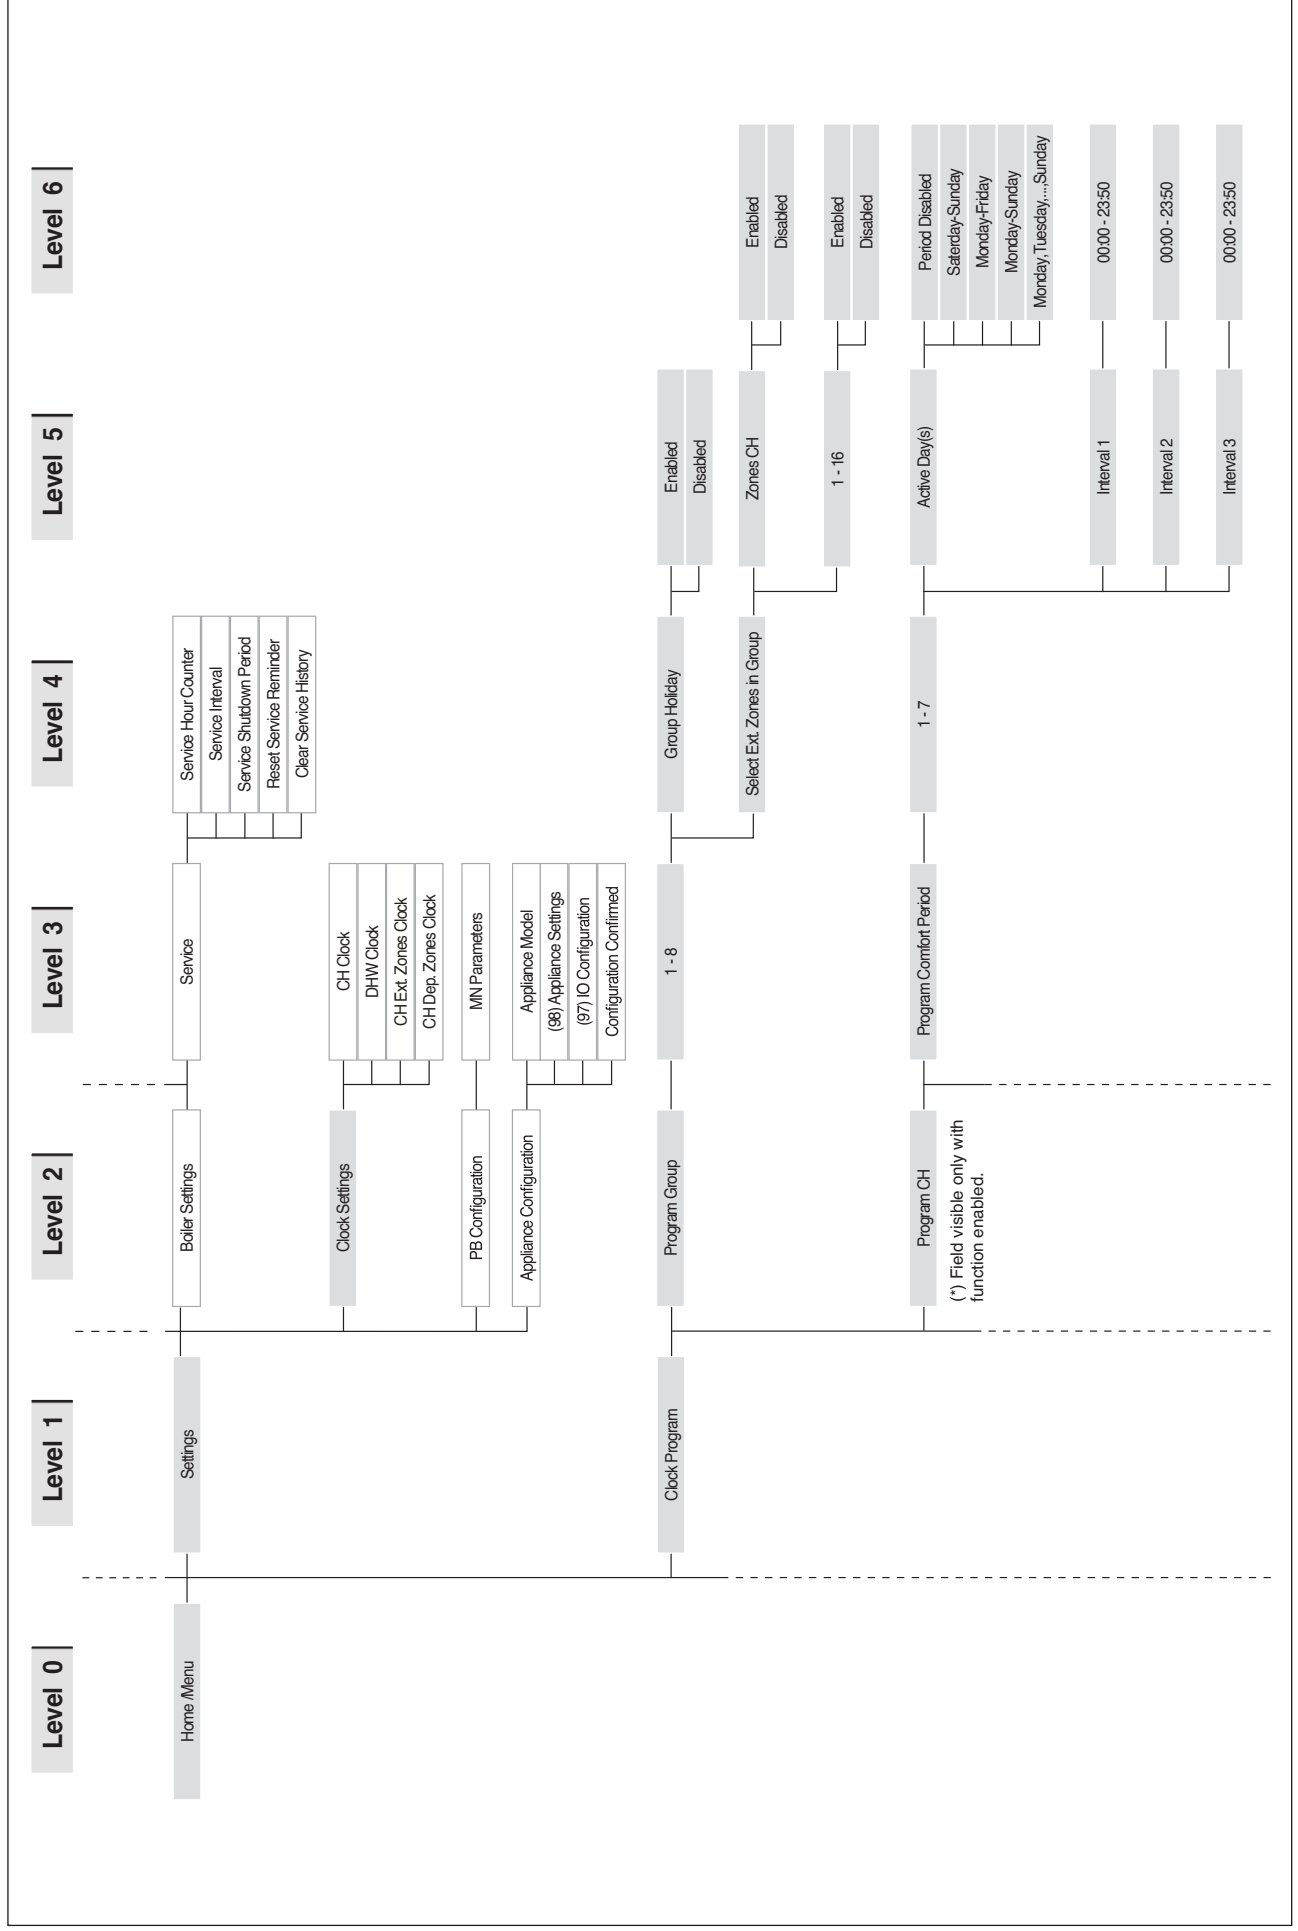 Level 0
Level 1
Level 2
Level 3
Level 4
Level 5
Level 6
Home /Menu
Settings
Boiler Settings
Service
Service Hour Counter
Service Interval
Service Shutdown Period
Reset Service Reminder
Clear Service History
Clock Settings
CH Clock
DHW Clock
CH Ext. Zones Clock
CH Dep. Zones Clock
PB Configuration
MN Parameters
Appliance Configuration
Appliance Model
(98) Appliance Settings
(97) IO Configuration
Configuration Confirmed
Clock Program
Program Group
1 - 8
Group Holiday
Enabled
Disabled
Select Ext. Zones in Group
Zones CH
Enabled
Disabled
1 - 16
Enabled
Disabled
Program CH
(*) Field visible only with
function enabled.
Program Comfort Period
1 - 7
Active Day(s)
Period Disabled
Saterday-Sunday
Monday-Friday
Monday-Sunday
Monday,Tuesday,...,Sunday
Interval 1
00:00 - 23:50
Interval 2
00:00 - 23:50
Interval 3
00:00 - 23:50